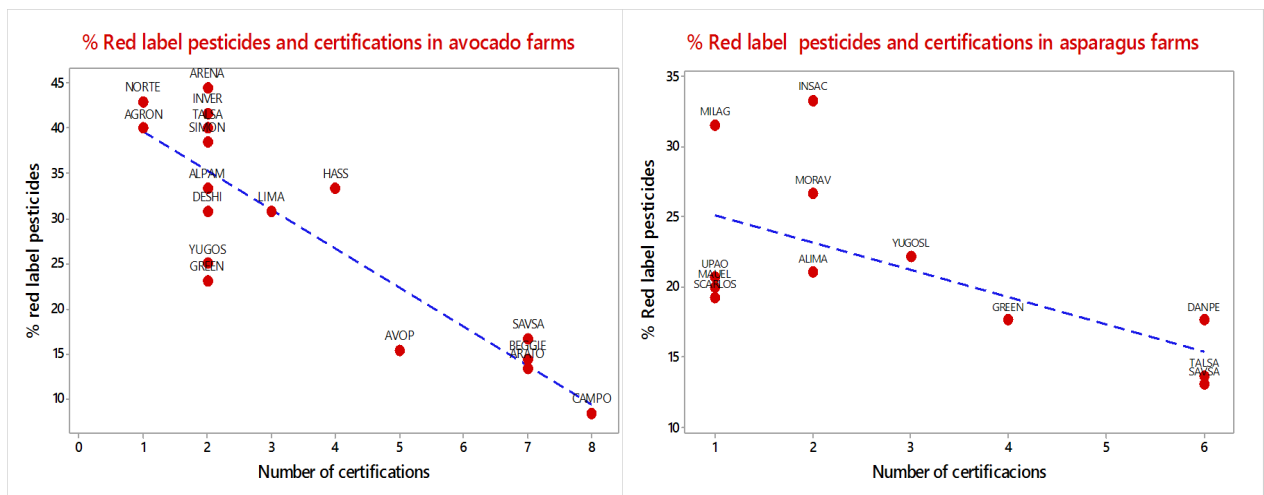 % Red label pesticides and certifications in avocado farms
% red label pesticides
45
40
35
30
25
20
15
10
NORTE
AGRON
ARENA
INVER
TALSA
SIMON
ALPAM
DESHI
YUGOS
GREEN
LIMA
HASS
AVOP
SAVSA
BEGGIE
ARATO
CAMPO
0 1 2 3 4 5 6 7 8
Number of certifications
% Red label pesticides and certifications in asparagus farms
% Red label pesticides
35
30
25
20
15
10
MILAG
INSAC
MORAV
UPAO
SCARLOS
ALIMA
YUGOSL
GREEN
DANPE
TALSA
SAVSA
1 2 3 4 5 6
Number of certificacions